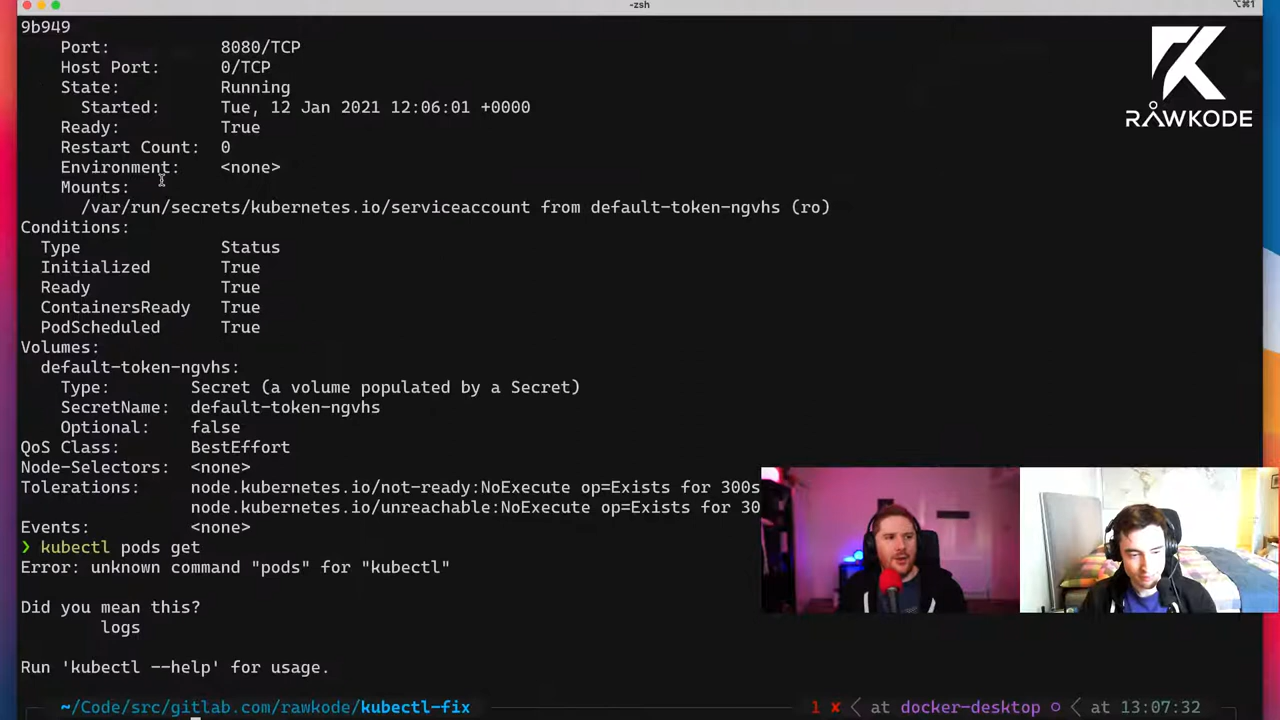 -zsh
⌥⌘1
9b949
Port: 8080/TCP
Host Port: 0/TCP
State: Running
Started: Tue, 12 Jan 2021 12:06:01 +0000
Ready: True
Restart Count: 0
Environment: <none>
Mounts:
/var/run/secrets/kubernetes.io/serviceaccount from default-token-ngvhs (ro)
Conditions:
Type Status
Initialized True
Ready True
ContainersReady True
PodScheduled True
Volumes:
default-token-ngvhs:
Type: Secret (a volume populated by a Secret)
SecretName: default-token-ngvhs
Optional: false
QoS Class: BestEffort
Node-Selectors: <none>
Tolerations: node.kubernetes.io/not-ready:NoExecute op=Exists for 300s
node.kubernetes.io/unreachable:NoExecute op=Exists for 30
Events: <none>
❯ kubectl pods get
Error: unknown command "pods" for "kubectl"
Did you mean this?
logs
Run 'kubectl --help' for usage.
~/Code/src/gitlab.com/rawkode/kubectl-fix 1 ✘ < at docker-desktop ○ < at 13:07:32
RAWKODE